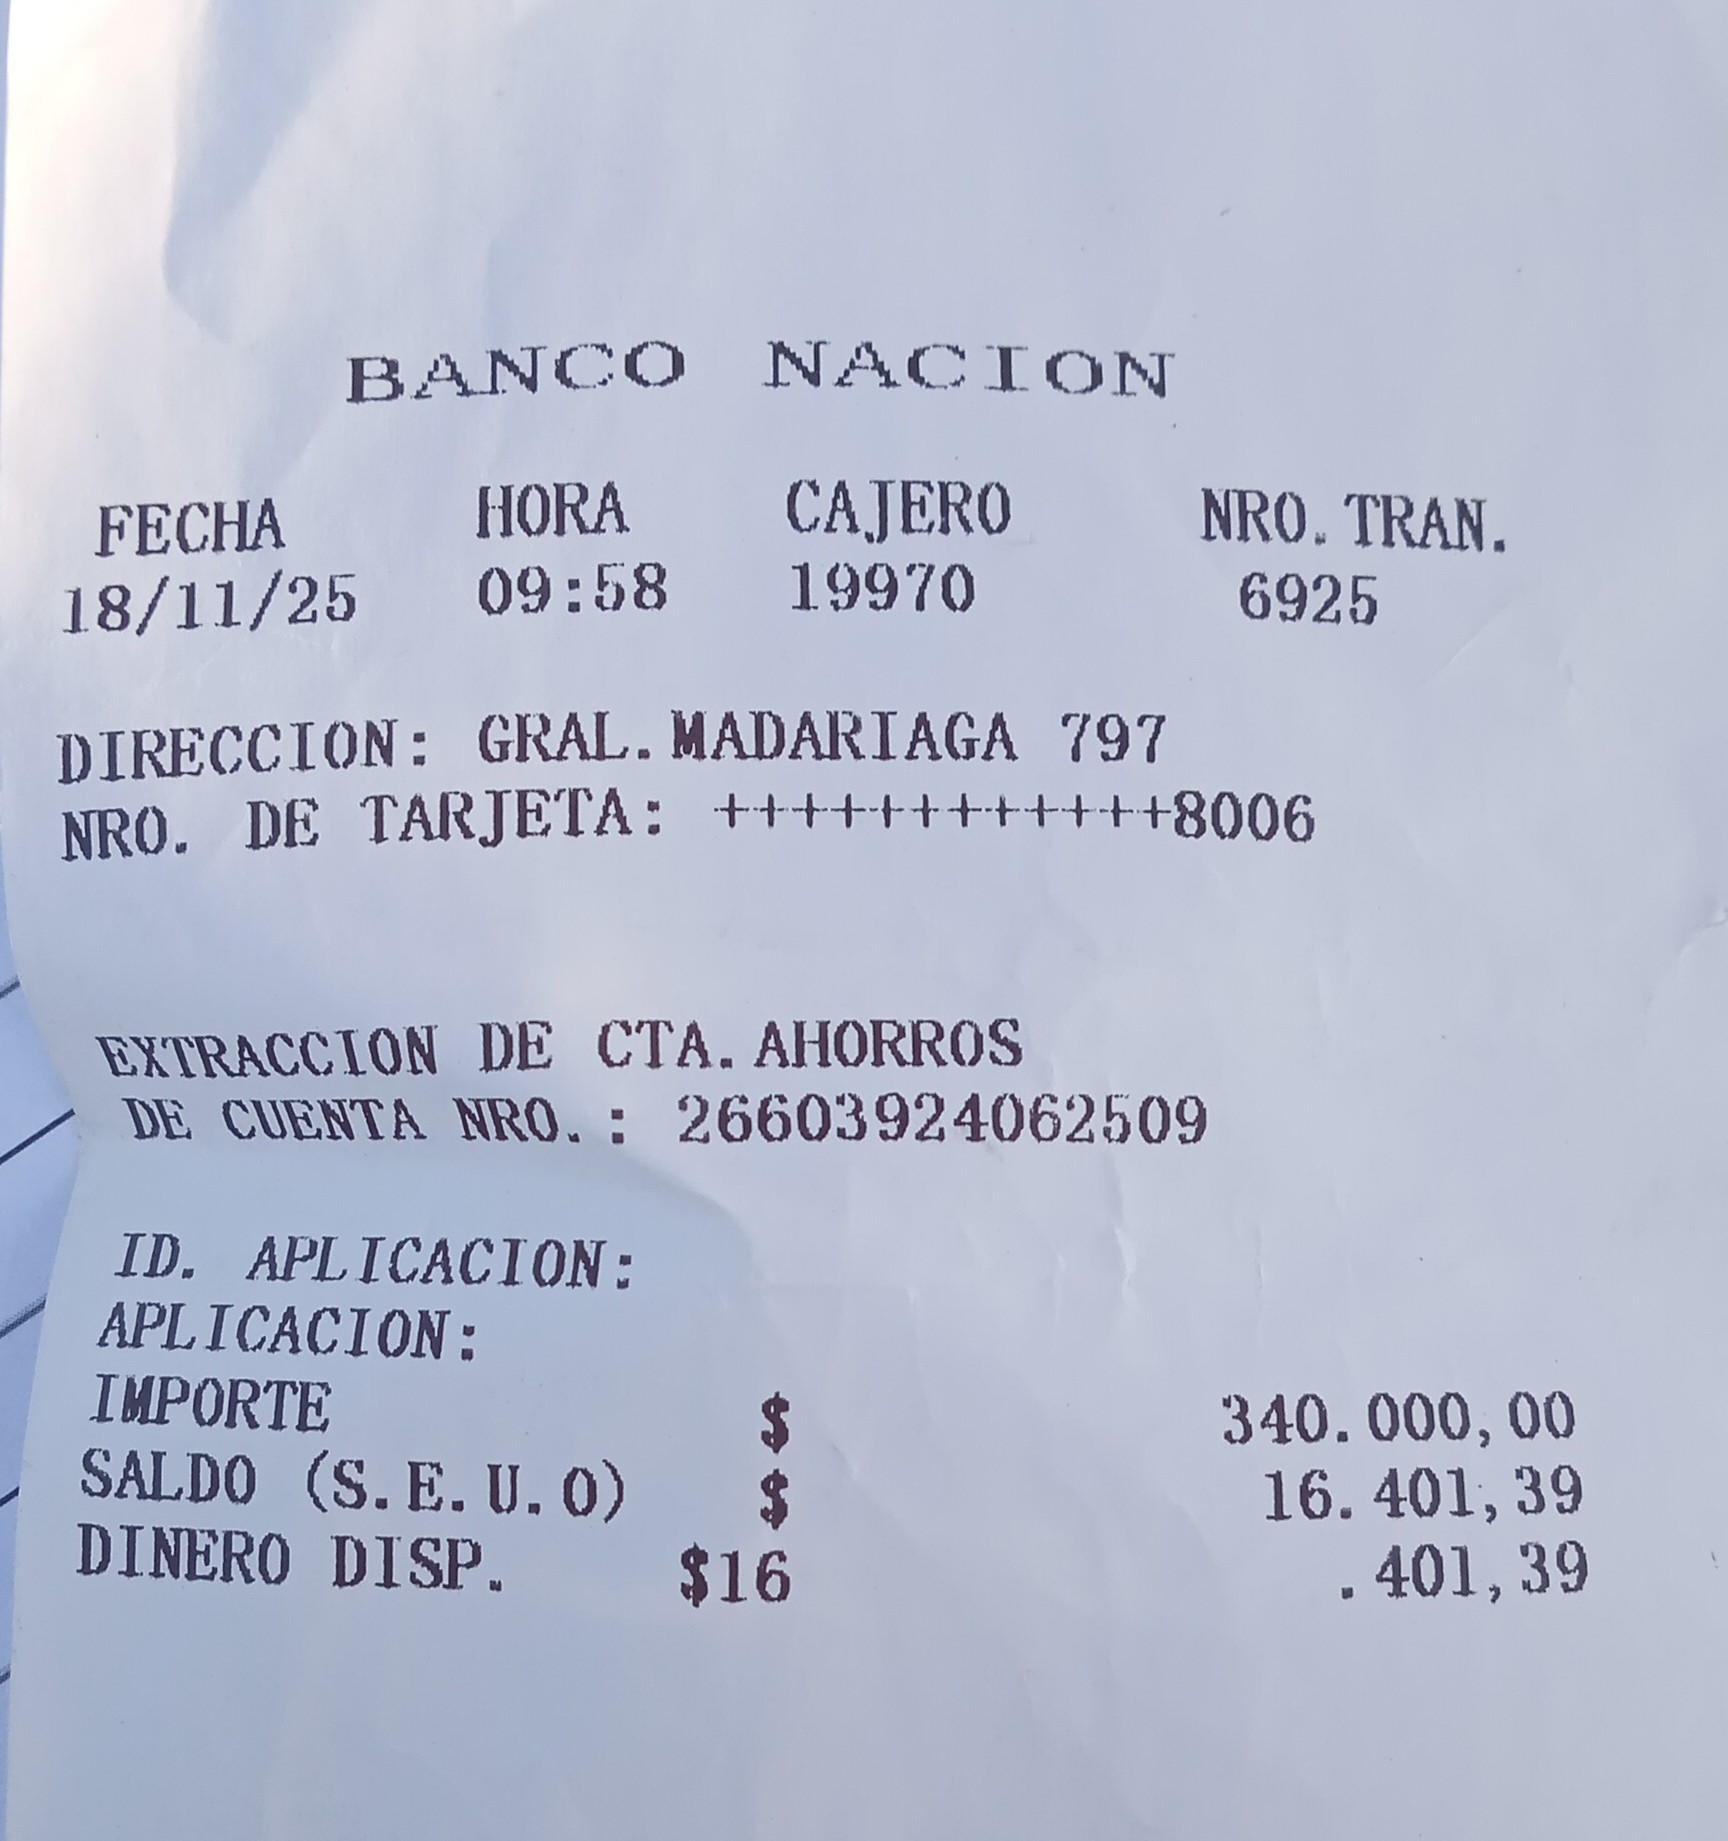 BANCO NACION
FECHA HORA CAJERO NRO.TRAN.
18/11/25 09:58 19970 6925
DIRECCION: GRAL.MADARIAGA 797
NRO. DE TARJETA: ++++++++++++8006
EXTRACCION DE CTA.AHORROS
DE CUENTA NRO.: 26603924062509
ID. APLICACION:
APLICACION:
IMPORTE $ 340.000,00
SALDO (S.E.U.O) $ 16.401,39
DINERO DISP. $16 .401,39